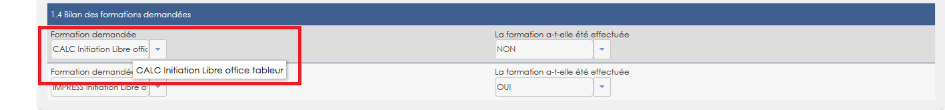 1.4 Bilan des formations demandées
Formation demandée La formation a-t-elle été effectuée
CALC Initiation Libre offic NON
CALC Initiation Libre office tableur
Formation demandé La formation a-t-elle été effectuée
IMPRESS Initiation Libre o OUI